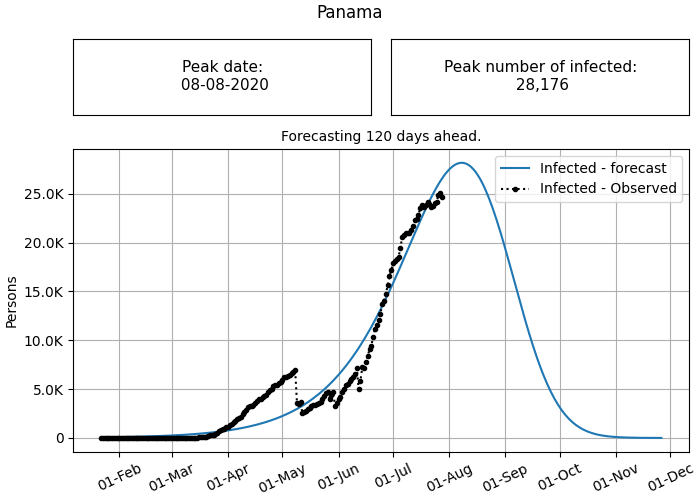 Panama
Peak date:
08-08-2020
Peak number of infected:
28,176
Forecasting 120 days ahead.
Infected - forecast
Infected - Observed
Persons
25.0K
20.0K
15.0K
10.0K
5.0K
0
01-Feb
01-Mar
01-Apr
01-May
01-Jun
01-Jul
01-Aug
01-Sep
01-Oct
01-Nov
01-Dec